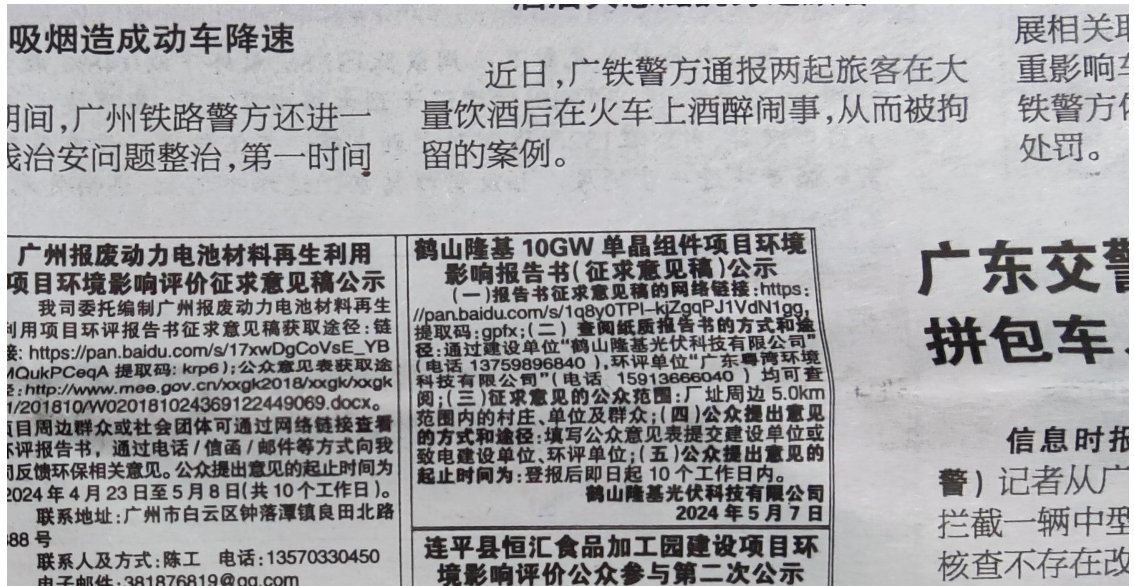 吸烟造成动车降速
期间,广州铁路警方还进一
治安问题整治,第一时间
近日,广铁警方通报两起旅客在大
量饮酒后在火车上酒醉闹事,从而被拘
留的案例。
展相关
重影响
铁警方
处罚。
广州报废动力电池材料再生利用
项目环境影响评价征求意见稿公示
我司委托编制广州报废动力电池材料再生
利用项目环评报告书征求意见稿获取途径:链
接: https://pan.baidu.com/s/17xwDgCoVsE_YB
MQukPCeqA 提取码: krp6);公众意见表获取途
径:http://www.mee.gov.cn/xxgk2018/xxgk/xxgk
1/201810/W020181024369122449069.docx。
项目周边群众或社会团体可通过网络链接查看
环评报告书，通过电话/信函/邮件等方式向我
司反馈环保相关意见。公众提出意见的起止时间为
2024年4月23日至5月8日(共10个工作日)。
联系地址:广州市白云区钟落潭镇良田北路
88号
联系人及方式:陈工 电话:13570330450
电子邮件:381876819@qq.com
鹤山隆基10GW单晶组件项目环境
影响报告书(征求意见稿)公示
(一)报告书征求意见稿的网络链接:https:
//pan.baidu.com/s/1q8y0TPI-kjZgqPJ1VdN1gg,
提取码:gpfx;(二) 查阅纸质报告书的方式和途
径:通过建设单位"鹤山隆基光伏科技有限公司"
(电话 13759896840),环评单位"广东粤湾环境
科技有限公司"(电话 15913666040) 均可查
阅;(三)征求意见的公众范围:厂址周边5.0km
范围内的村庄、单位及群众;(四)公众提出意见
的方式和途径:填写公众意见表提交建设单位或
致电建设单位、环评单位;(五)公众提出意见的
起止时间为:登报后即日起10个工作日内。
鹤山隆基光伏科技有限公司
2024年5月7日
连平县恒汇食品加工园建设项目环
境影响评价公众参与第二次公示
广东交警
拼包车
信息时报
警) 记者从广
拦截一辆中型
核查不存在改